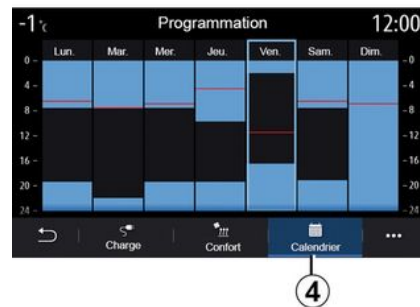 -1°c Programmation 12:00
Lun. Mar. Mer. Jeu. Ven. Sam. Dim.
0 0
4 4
8 8
12 12
16 16
20 20
24 24
Charge Confort Calendrier ...
4